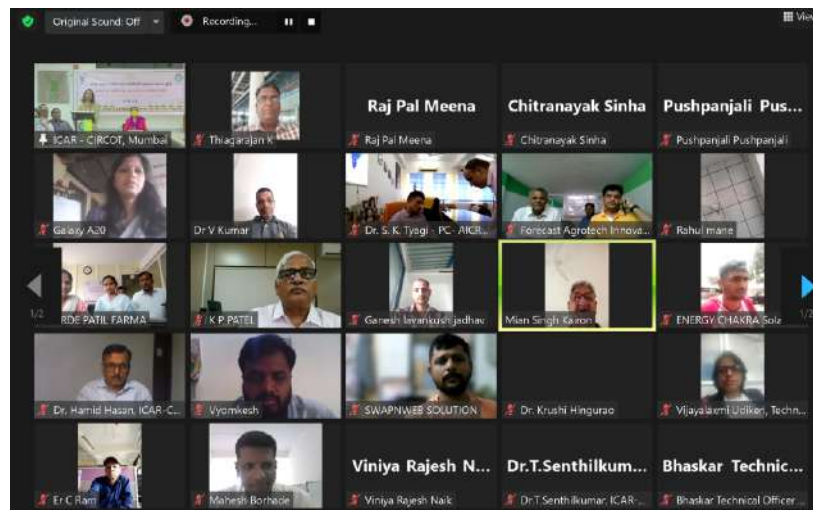 Original Sound: Off
Recording...
View
ICAR - CIRCOT, Mumbai
Thiagarajan K
Raj Pal Meena
Raj Pal Meena
Chitranayak Sinha
Chitranayak Sinha
Pushpanjali Pus...
Pushpanjali Pushpanjali
Galaxy A20
Dr V Kumar
Dr. S. K. Tyagi - PC- AICR...
Forecast Agrotech Innova...
Rahul mane
1/2
RDE PATIL FARMA
K P PATEL
Ganesh lavankush jadhav
Mian Singh Kairon
ENERGY CHAKRA Sola
1/2
Dr. Hamid Hasan, ICAR-C...
Vyomkesh
SWAPNWEB SOLUTION
Dr. Krushi Hingurao
Vijayalaxmi Udikeri, Techn...
Er C Ram
Mahesh Borhade
Viniya Rajesh N...
Viniya Rajesh Naik
Dr.T.Senthilkum...
Dr.T.Senthilkumar, ICAR-...
Bhaskar Technic...
Bhaskar Technical Officer...